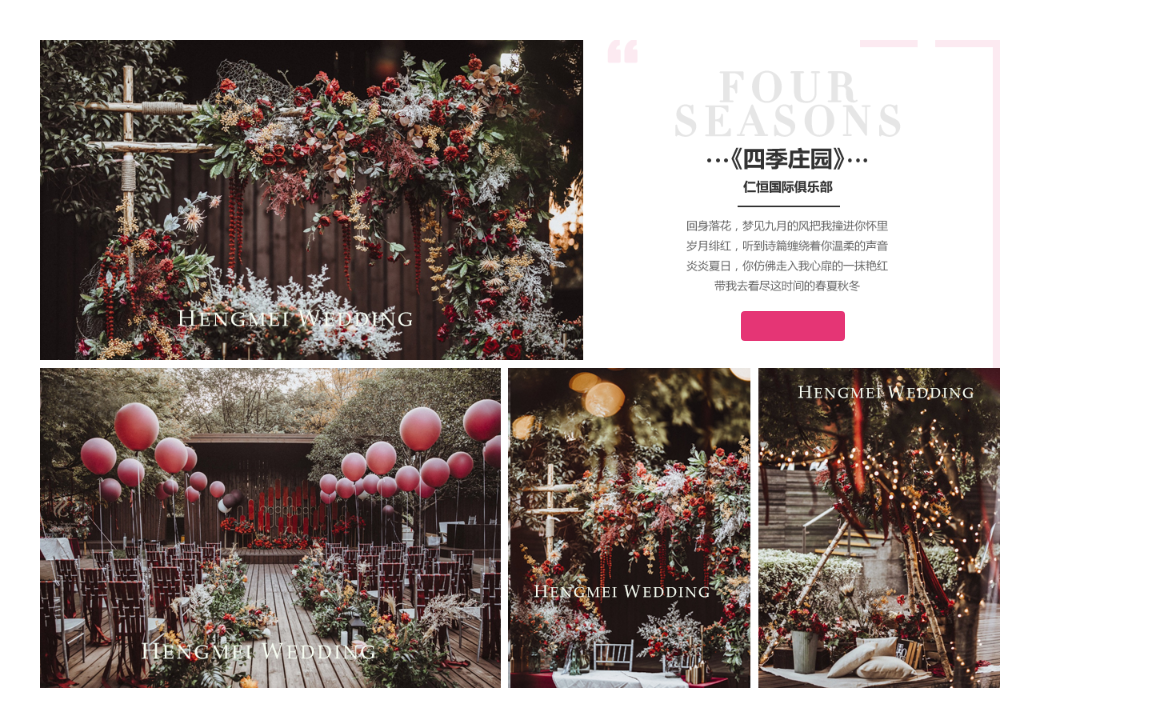 FOUR
SEASONS
···《四季庄园》···
仁恒国际俱乐部
回身落花，梦见九月的风把我撞进你怀里
岁月绯红，听到诗篇缠绕着你温柔的声音
炎炎夏日，你仿佛走入我心扉的一抹艳红
带我去看尽这时间的春夏秋冬
HENGMEI WEDDING
HENGMEI WEDDING
HENGMEI WEDDING
HENGMEI WEDDING